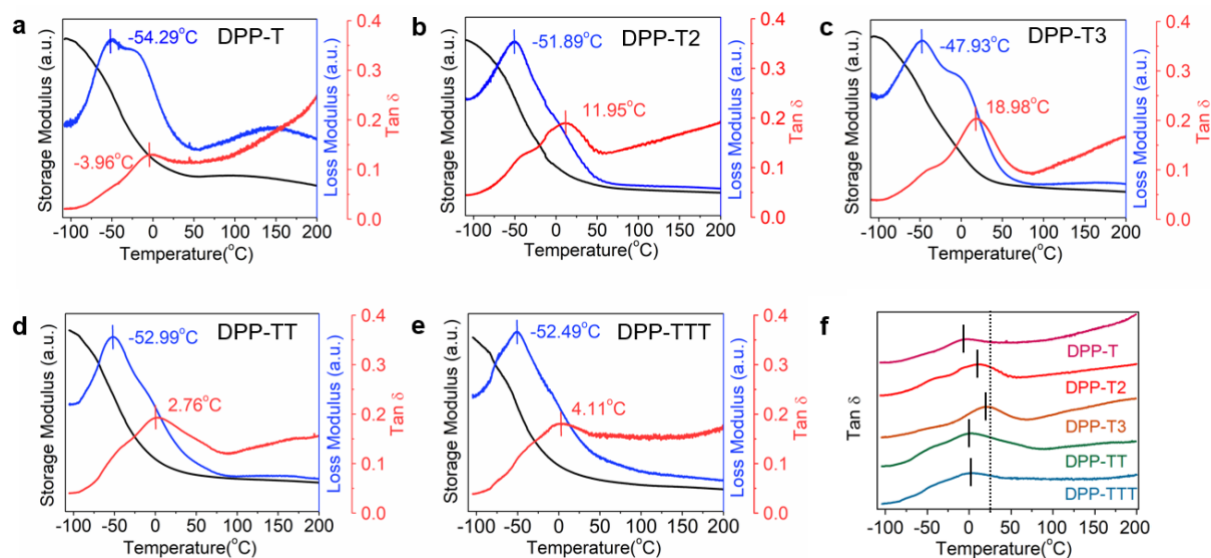 a
DPP-T
-54.29°C
-3.96°C
Storage Modulus (a.u.)
Loss Modulus (a.u.)
Tan δ
0.4
0.3
0.2
0.1
0.0
-100 -50 0 50 100 150 200
Temperature(°C)
b
DPP-T2
-51.89°C
11.95°C
Storage Modulus (a.u.)
Loss Modulus (a.u.)
Tan δ
0.4
0.3
0.2
0.1
0.0
-100 -50 0 50 100 150 200
Temperature(°C)
c
DPP-T3
-47.93°C
18.98°C
Storage Modulus (a.u.)
Loss Modulus (a.u.)
Tan δ
0.4
0.3
0.2
0.1
0.0
-100 -50 0 50 100 150 200
Temperature(°C)
d
DPP-TT
-52.99°C
2.76°C
Storage Modulus (a.u.)
Loss Modulus (a.u.)
Tan δ
0.4
0.3
0.2
0.1
0.0
-100 -50 0 50 100 150 200
Temperature(°C)
e
DPP-TTT
-52.49°C
4.11°C
Storage Modulus (a.u.)
Loss Modulus (a.u.)
Tan δ
0.4
0.3
0.2
0.1
0.0
-100 -50 0 50 100 150 200
Temperature(°C)
f
DPP-T
DPP-T2
DPP-T3
DPP-TT
DPP-TTT
Tan δ
-100 -50 0 50 100 150 200
Temperature(°C)